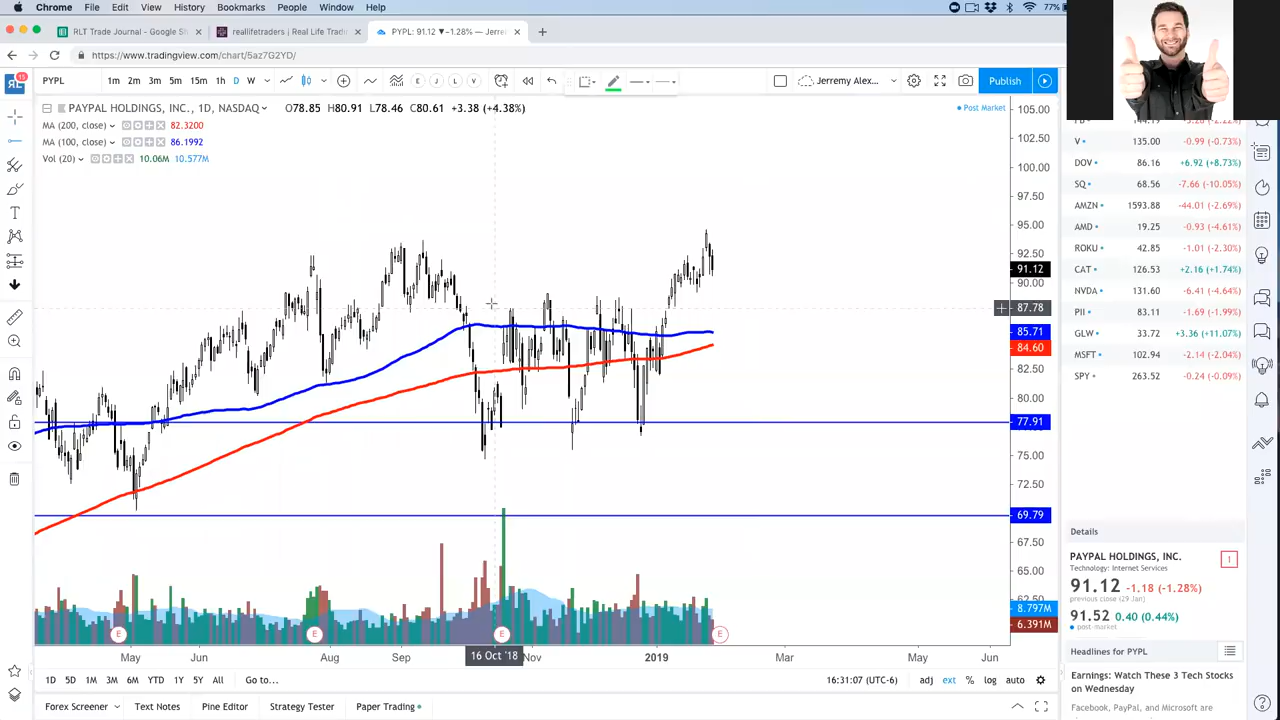 Chrome File Edit View History Bookmarks People Window Help 77%
RLT Trade Journal - Google Sh × reallifetraders | Real Life Tradin × PYPL: 91.12 ▼−1.28% — Jerre × +
https://www.tradingview.com/chart/5az7G2YD/
RL 15 PYPL 1m 2m 3m 5m 15m 1h D W E J L V Jerremy Alex... Publish
PAYPAL HOLDINGS, INC., 1D, NASDAQ O78.85 H80.91 L78.46 C80.61 +3.38 (+4.38%)
MA (200, close) 82.3200
MA (100, close) 86.1992
Vol (20) 10.06M 10.577M
Post Market
105.00
102.50
100.00
97.50
95.00
92.50
91.12
90.00
87.78
85.71
84.60
82.50
80.00
77.91
75.00
72.50
69.79
67.50
65.00
62.50
8.797M
6.391M
E E E E
May Jun Aug Sep 16 Oct '18 Nov 2019 Mar May Jun
1D 5D 1M 3M 6M YTD 1Y 5Y All Go to... 16:31:07 (UTC-6) adj ext % log auto
Forex Screener Text Notes Pine Editor Strategy Tester Paper Trading
FB 144.19 -3.28 (-2.22%)
V 135.00 -0.99 (-0.73%)
DOV 86.16 +6.92 (+8.73%)
SQ 68.56 -7.66 (-10.05%)
AMZN 1593.88 -44.01 (-2.69%)
AMD 19.25 -0.93 (-4.61%)
ROKU 42.85 -1.01 (-2.30%)
CAT 126.53 +2.16 (+1.74%)
NVDA 131.60 -6.41 (-4.64%)
PII 83.11 -1.69 (-1.99%)
GLW 33.72 +3.36 (+11.07%)
MSFT 102.94 -2.14 (-2.04%)
SPY 263.52 -0.24 (-0.09%)
Details
PAYPAL HOLDINGS, INC. 1
Technology: Internet Services
91.12 -1.18 (-1.28%)
previous close (29 Jan)
91.52 0.40 (0.44%)
post-market
Headlines for PYPL
Earnings: Watch These 3 Tech Stocks
on Wednesday
Facebook, PayPal, and Microsoft are